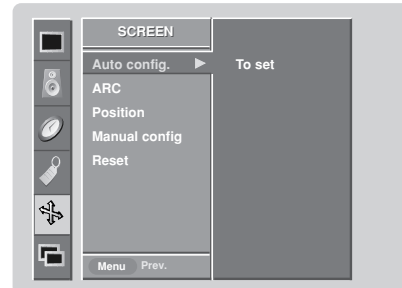 SCREEN
Auto config. ▶ To set
ARC
Position
Manual config
Reset
Menu Prev.